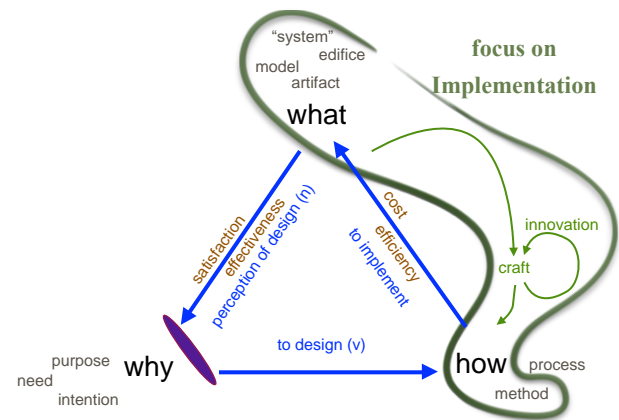 “system”
edifice
model
artifact
what
focus on
Implementation
satisfaction
effectiveness
perception of design (n)
cost
efficiency
to implement
innovation
craft
to design (v)
why
purpose
need
intention
how
process
method